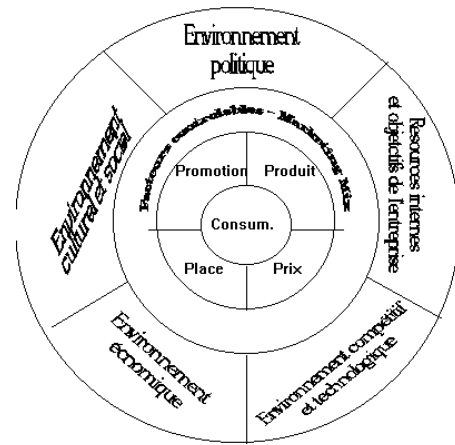 Environnement
politique
Resources internes
et objectifs de l'entreprise
Environnement compétitif
et technologique
Environnement
économique
Environnement
culturel et social
Facteurs controlables - Marketing Mix
Promotion
Produit
Consum.
Place
Prix